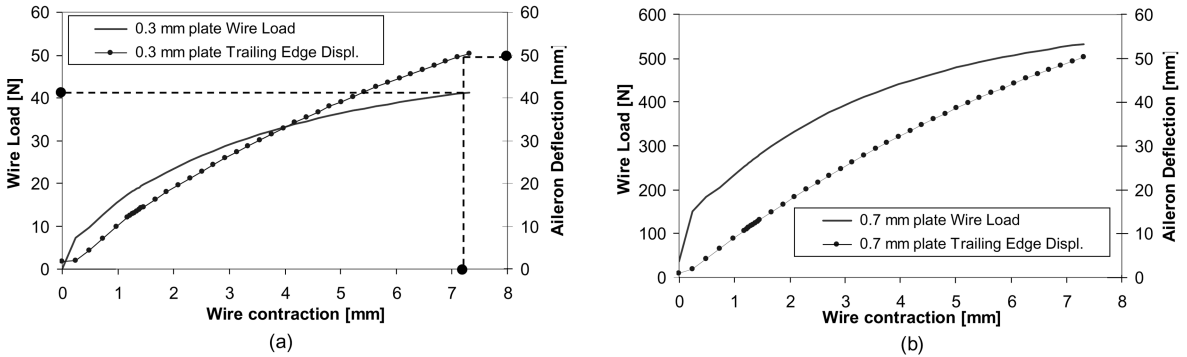 60
50
40
30
20
10
0
Wire Load [N]
0.3 mm plate Wire Load
0.3 mm plate Trailing Edge Displ.
60
50
40
30
20
10
0
Aileron Deflection [mm]
0 1 2 3 4 5 6 7 8
Wire contraction [mm]
(a)
600
500
400
300
200
100
0
Wire Load [N]
0.7 mm plate Wire Load
0.7 mm plate Trailing Edge Displ.
60
50
40
30
20
10
0
Aileron Deflection [mm]
0 1 2 3 4 5 6 7 8
Wire contraction [mm]
(b)